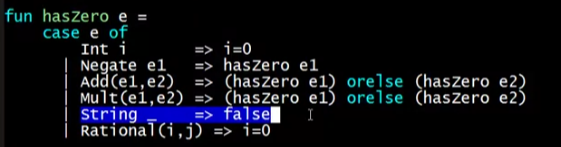 fun hasZero e =
    case e of
        Int i       => i=0
      | Negate e1   => hasZero e1
      | Add(e1,e2)  => (hasZero e1) orelse (hasZero e2)
      | Mult(e1,e2) => (hasZero e1) orelse (hasZero e2)
      | String _    => false
      | Rational(i,j) => i=0